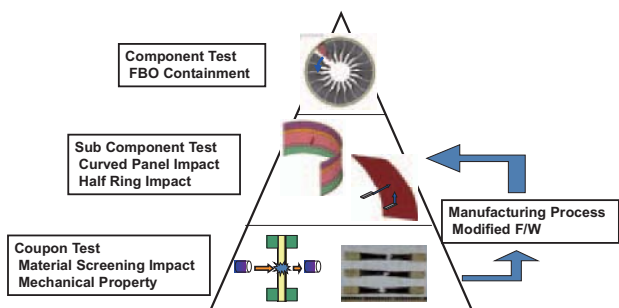 Component Test
FBO Containment
Sub Component Test
Curved Panel Impact
Half Ring Impact
Manufacturing Process
Modified F/W
Coupon Test
Material Screening Impact
Mechanical Property